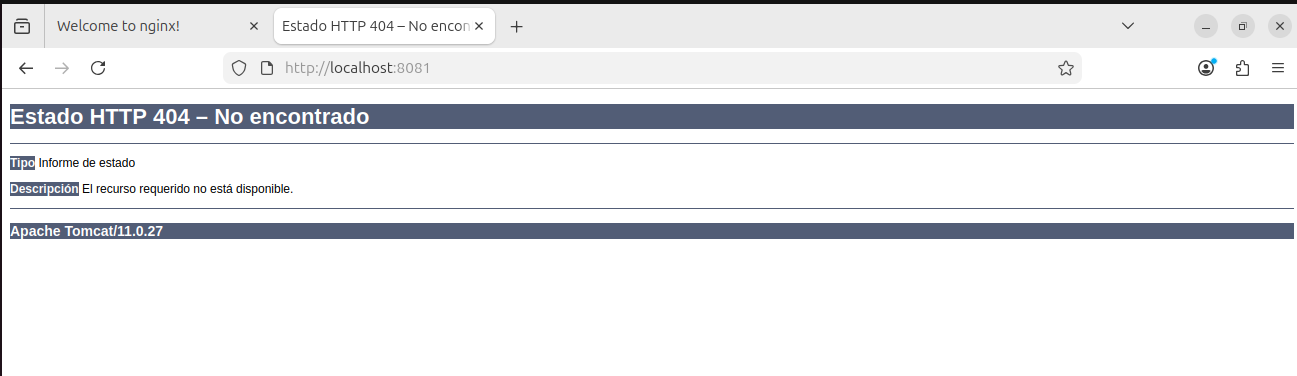 Welcome to nginx!
Estado HTTP 404 – No encon
http://localhost:8081
Estado HTTP 404 – No encontrado
Tipo Informe de estado
Descripción El recurso requerido no está disponible.
Apache Tomcat/11.0.27